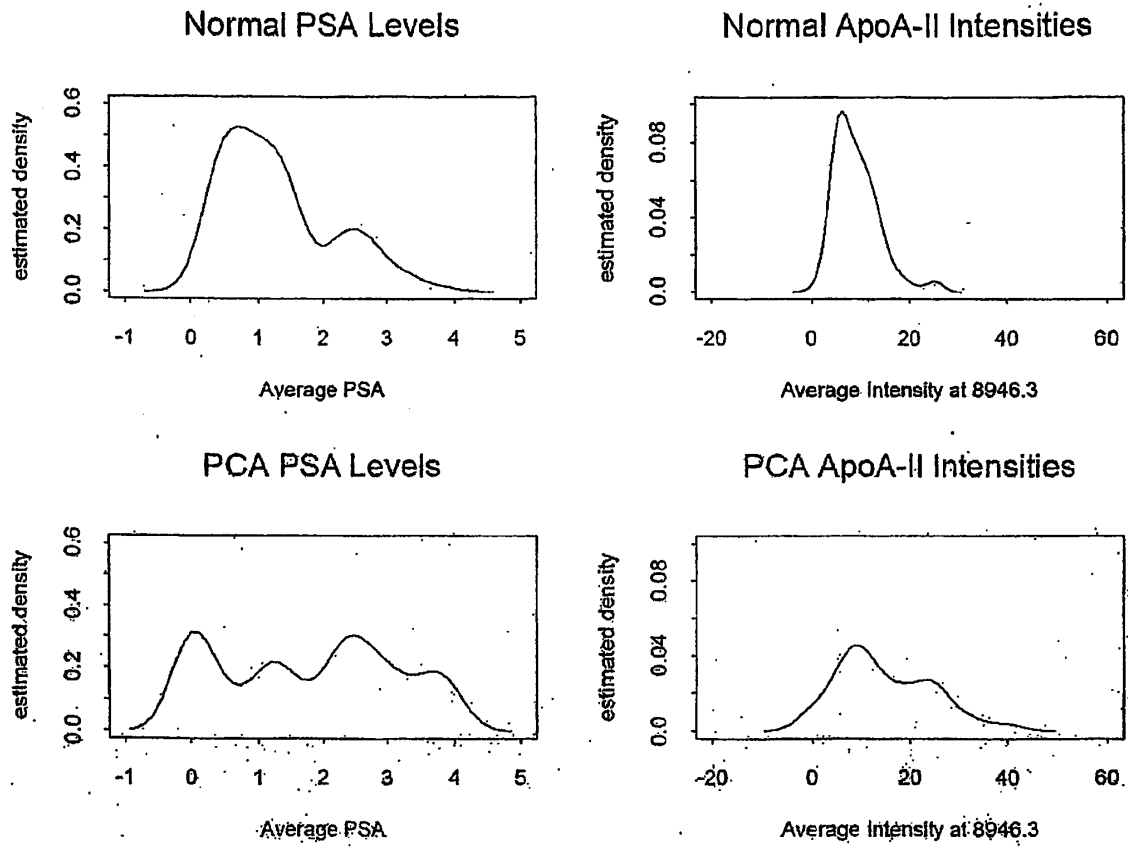 Normal PSA Levels
estimated density
0.0 0.2 0.4 0.6
-1 0 1 2 3 4 5
Average PSA
Normal ApoA-II Intensities
estimated density
0.0 0.04 0.08
-20 0 20 40 60
Average Intensity at 8946.3
PCA PSA Levels
estimated density
0.0 0.2 0.4 0.6
-1 0 1 2 3 4 5
Average PSA
PCA ApoA-II Intensities
estimated density
0.0 0.04 0.08
-20 0 20 40 60
Average Intensity at 8946.3